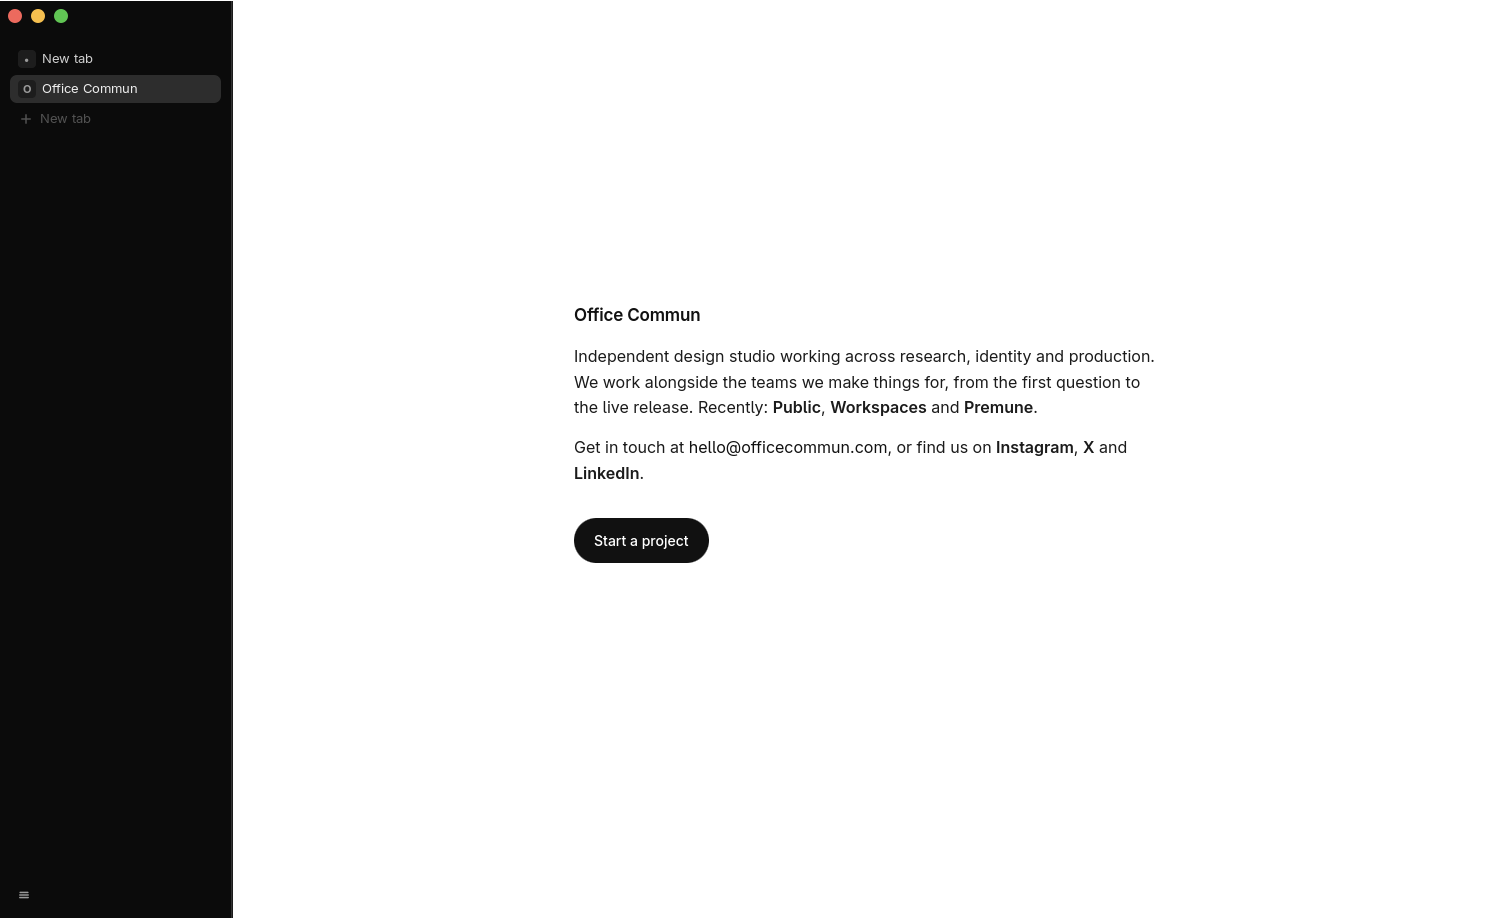 New tab
O Office Commun
+ New tab
Office Commun
Independent design studio working across research, identity and production.
We work alongside the teams we make things for, from the first question to
the live release. Recently: Public, Workspaces and Premune.
Get in touch at hello@officecommun.com, or find us on Instagram, X and
LinkedIn.
Start a project